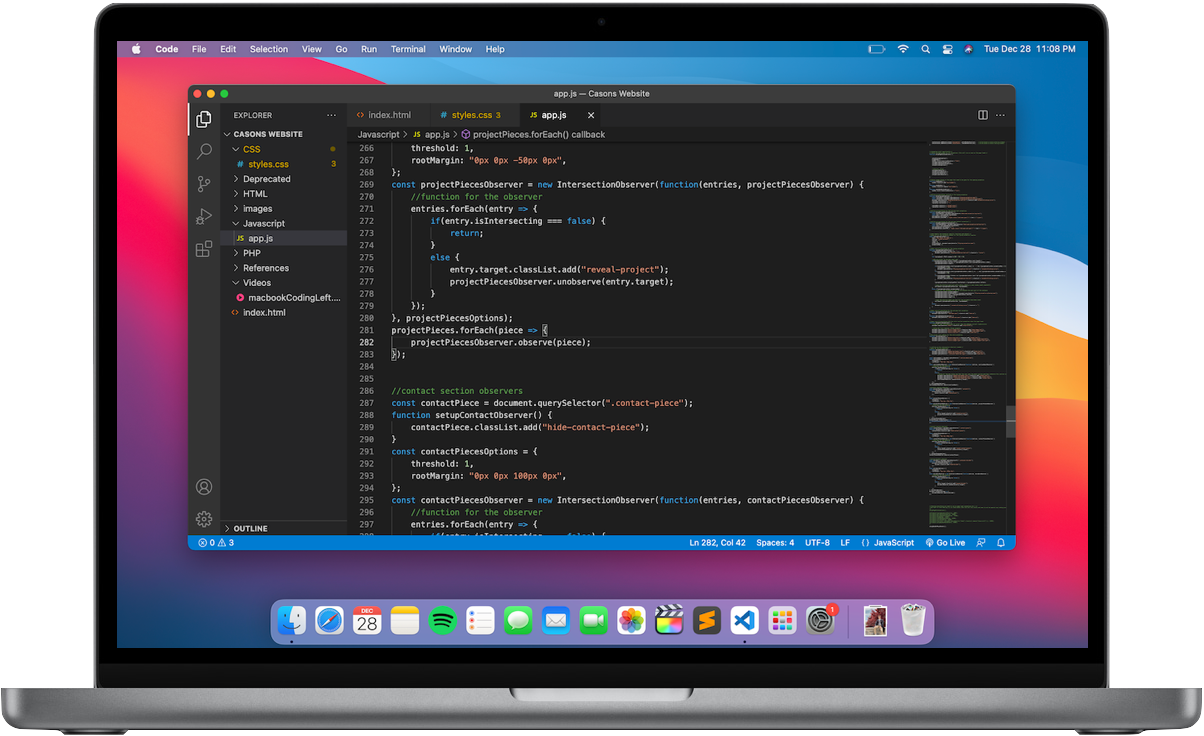 Code File Edit Selection View Go Run Terminal Window Help Tue Dec 28 11:08 PM
app.js — Casons Website
EXPLORER ...
CASONS WEBSITE
CSS
# styles.css 3
Deprecated
HTML
images
Javascript
JS app.js
PHP
References
Videos
macbookCodingLeft....
<> index.html
OUTLINE
<> index.html # styles.css 3 JS app.js ×
Javascript > JS app.js > projectPieces.forEach() callback
266 threshold: 1,
267 rootMargin: "0px 0px -50px 0px",
268 };
269 const projectPiecesObserver = new IntersectionObserver(function(entries, projectPiecesObserver) {
270 //function for the observer
271 entries.forEach(entry => {
272 if(entry.isIntersecting === false) {
273 return;
274 }
275 else {
276 entry.target.classList.add("reveal-project");
277 projectPiecesObserver.unobserve(entry.target);
278 }
279 });
280 }, projectPiecesOptions);
281 projectPieces.forEach(piece => {
282 projectPiecesObserver.observe(piece);
283 });
284
285
286 //contact section observers
287 const contactPiece = document.querySelector(".contact-piece");
288 function setupContactObserver() {
289 contactPiece.classList.add("hide-contact-piece");
290 }
291 const contactPiecesOptions = {
292 threshold: 1,
293 rootMargin: "0px 0px 100px 0px",
294 };
295 const contactPiecesObserver = new IntersectionObserver(function(entries, contactPiecesObserver) {
296 //function for the observer
297 entries.forEach(entry => {
0 3 Ln 282, Col 42 Spaces: 4 UTF-8 LF {} JavaScript Go Live
DEC
28
1